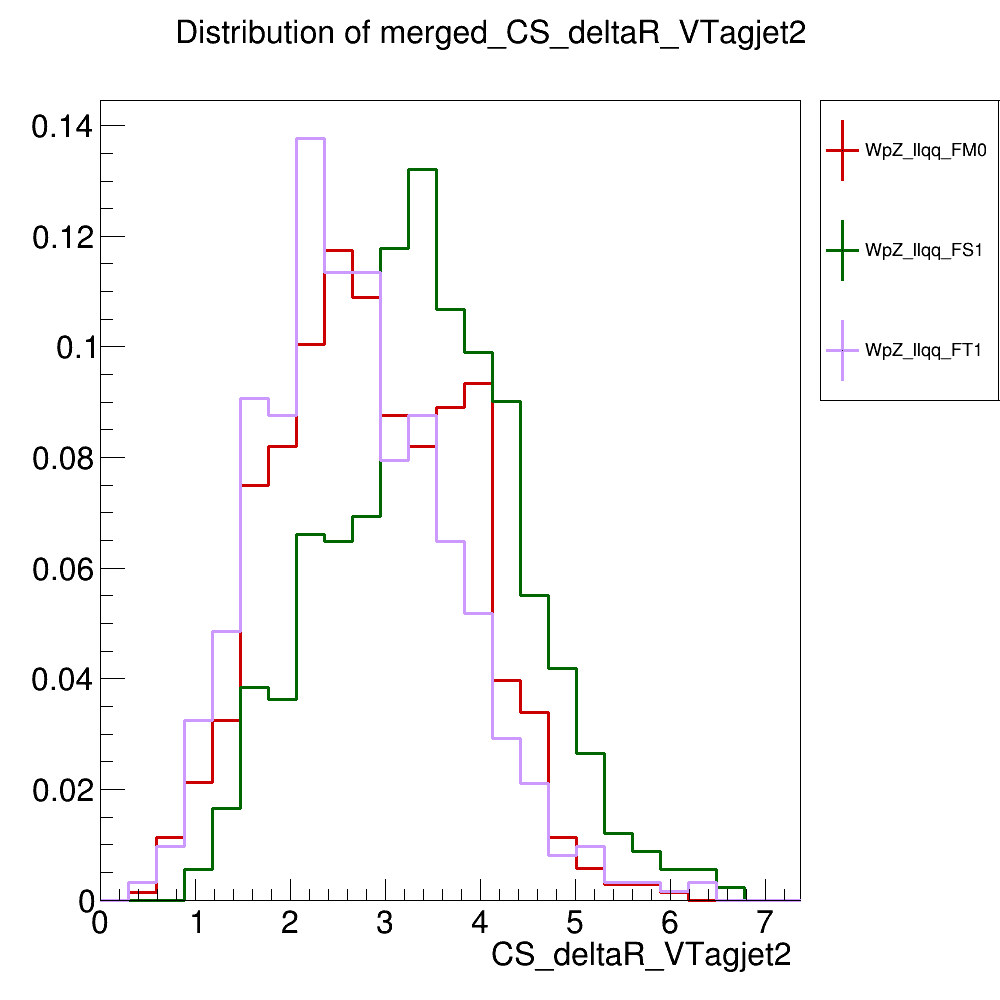 Distribution of merged_CS_deltaR_VTagjet2
0.14
0.12
0.1
0.08
0.06
0.04
0.02
0
0 1 2 3 4 5 6 7
CS_deltaR_VTagjet2
WpZ_llqq_FM0
WpZ_llqq_FS1
WpZ_llqq_FT1